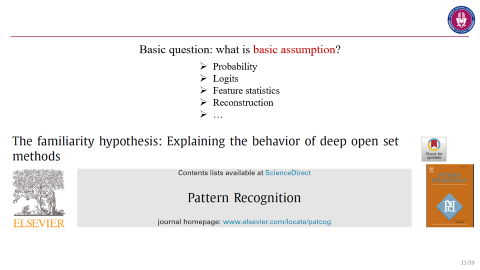 Basic question: what is basic assumption?
➢ Probability
➢ Logits
➢ Feature statistics
➢ Reconstruction
➢ …
The familiarity hypothesis: Explaining the behavior of deep open set
methods
Check for
updates
Contents lists available at ScienceDirect
Pattern Recognition
journal homepage: www.elsevier.com/locate/patcog
ELSEVIER
15/39